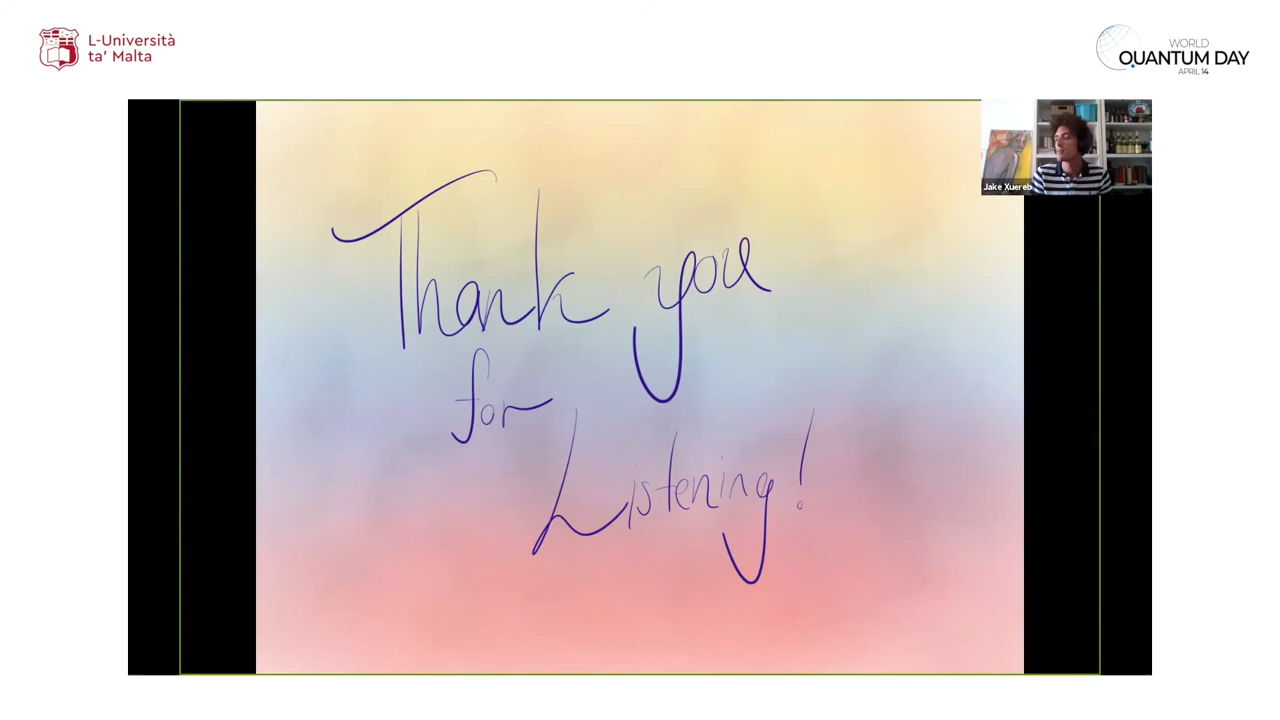 L-Università
ta' Malta
WORLD
QUANTUM DAY
APRIL 14
Jake Xuereb
Thank you
for
Listening!